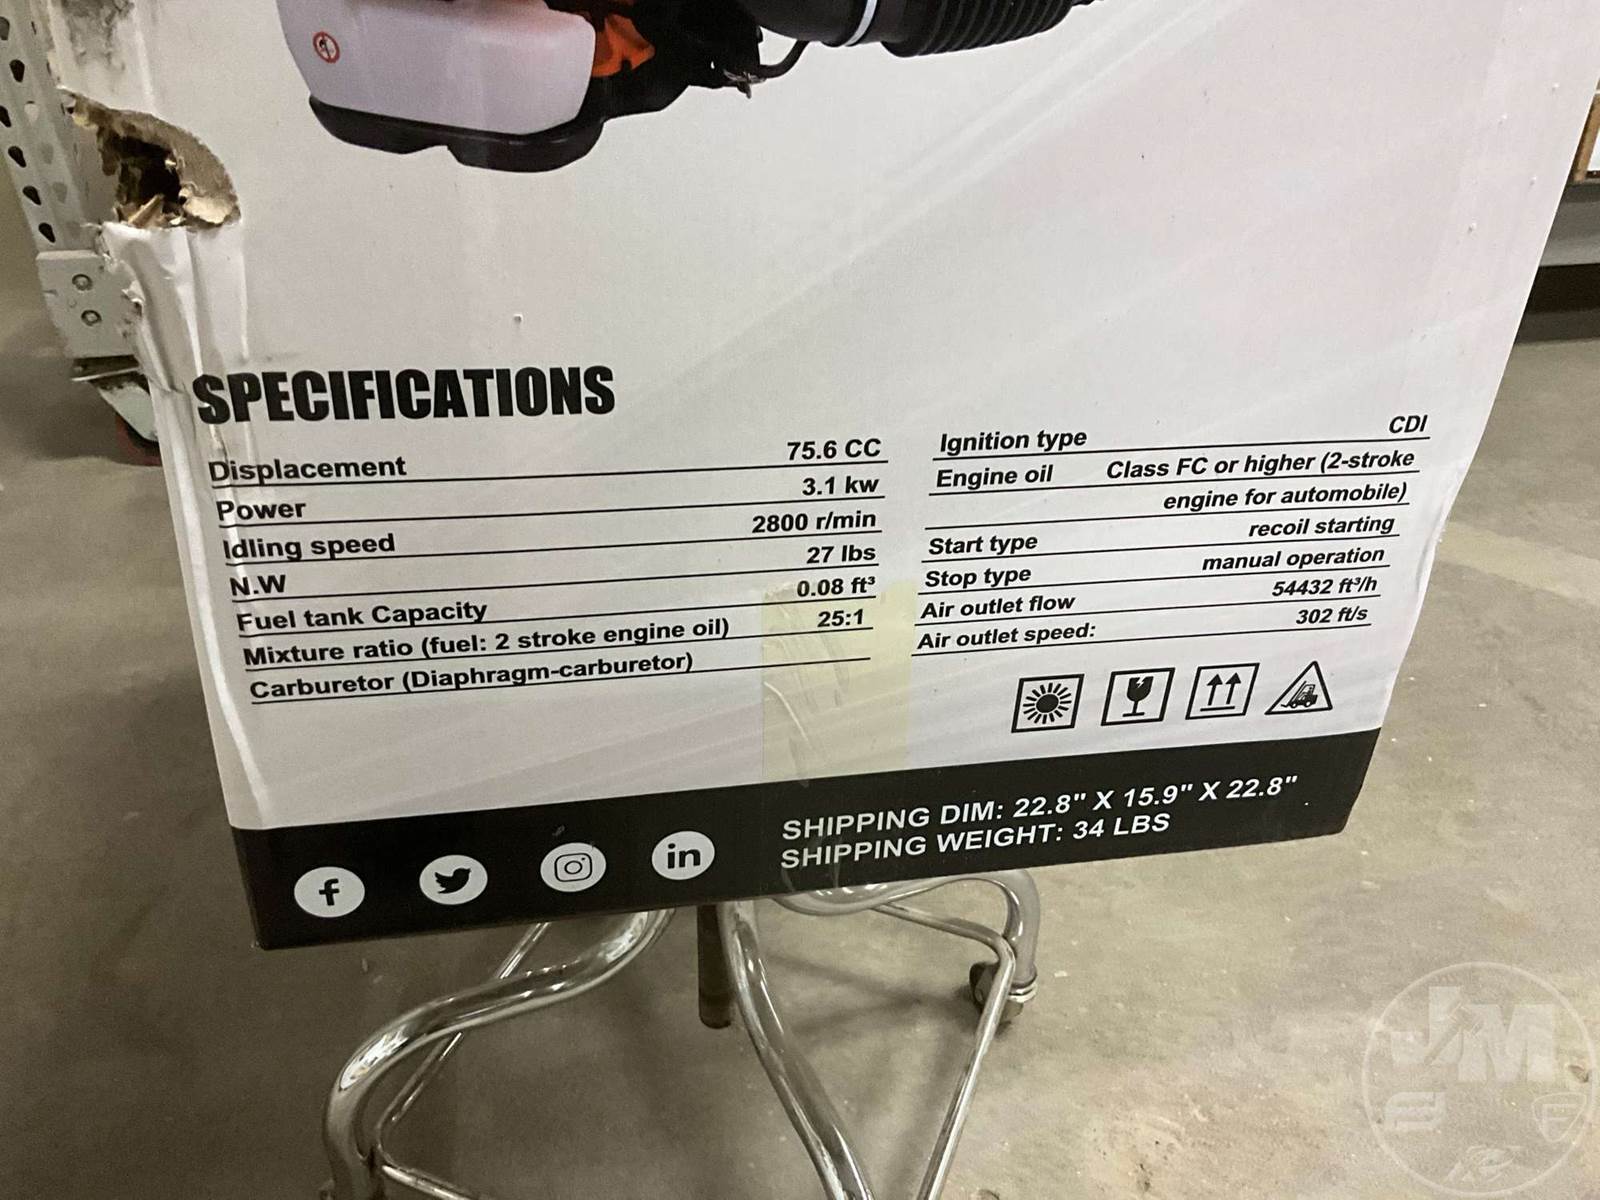 SPECIFICATIONS
Displacement 75.6 CC
Power 3.1 kw
Idling speed 2800 r/min
N.W 27 lbs
Fuel tank Capacity 0.08 ft³
Mixture ratio (fuel: 2 stroke engine oil) 25:1
Carburetor (Diaphragm-carburetor)
Ignition type CDI
Engine oil Class FC or higher (2-stroke
engine for automobile)
Start type recoil starting
Stop type manual operation
Air outlet flow 54432 ft³/h
Air outlet speed: 302 ft/s
f in
SHIPPING DIM: 22.8" X 15.9" X 22.8"
SHIPPING WEIGHT: 34 LBS
JM